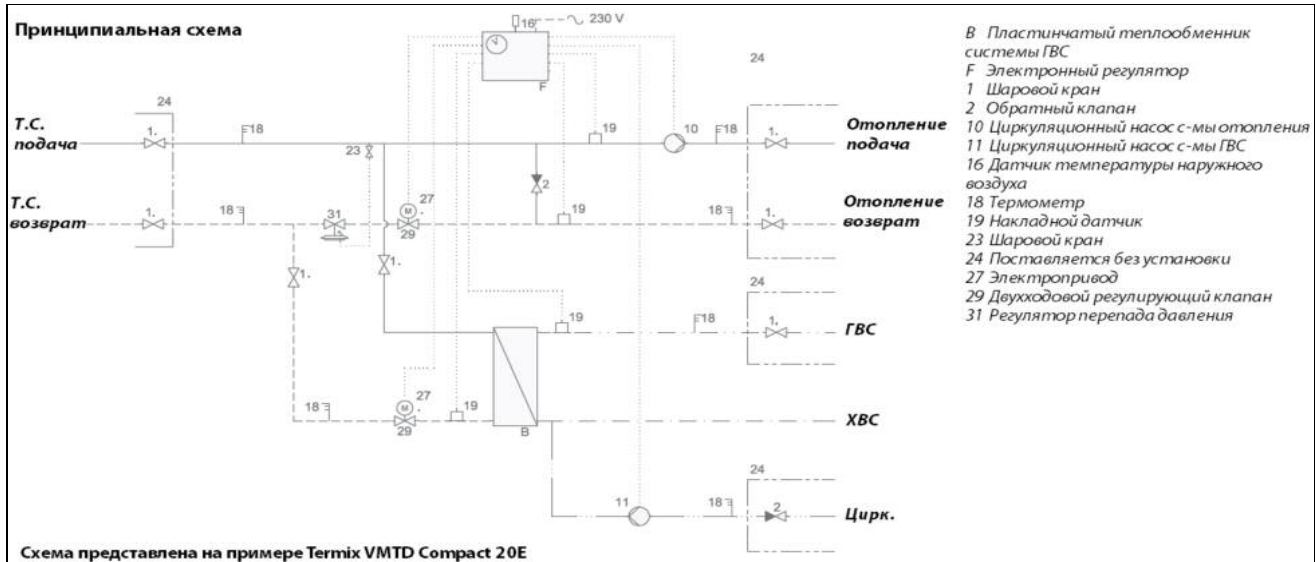 Принципиальная схема
16
230 V
F
24
24
Т.С.
подача
1.
18
23
19
10
18
1.
Отопление
подача
2
Т.С.
возврат
1.
18
31
27
M
29
19
18
1.
Отопление
возврат
1.
1.
24
19
18
1.
ГВС
18
27
M
29
19
B
ХВС
24
11
18
2
Цирк.
Схема представлена на примере Termix VMTD Compact 20E
B Пластинчатый теплообменник
системы ГВС
F Электронный регулятор
1 Шаровой кран
2 Обратный клапан
10 Циркуляционный насос с-мы отопления
11 Циркуляционный насос с-мы ГВС
16 Датчик температуры наружного
воздуха
18 Термометр
19 Накладной датчик
23 Шаровой кран
24 Поставляется без установки
27 Электропривод
29 Двухходовой регулирующий клапан
31 Регулятор перепада давления